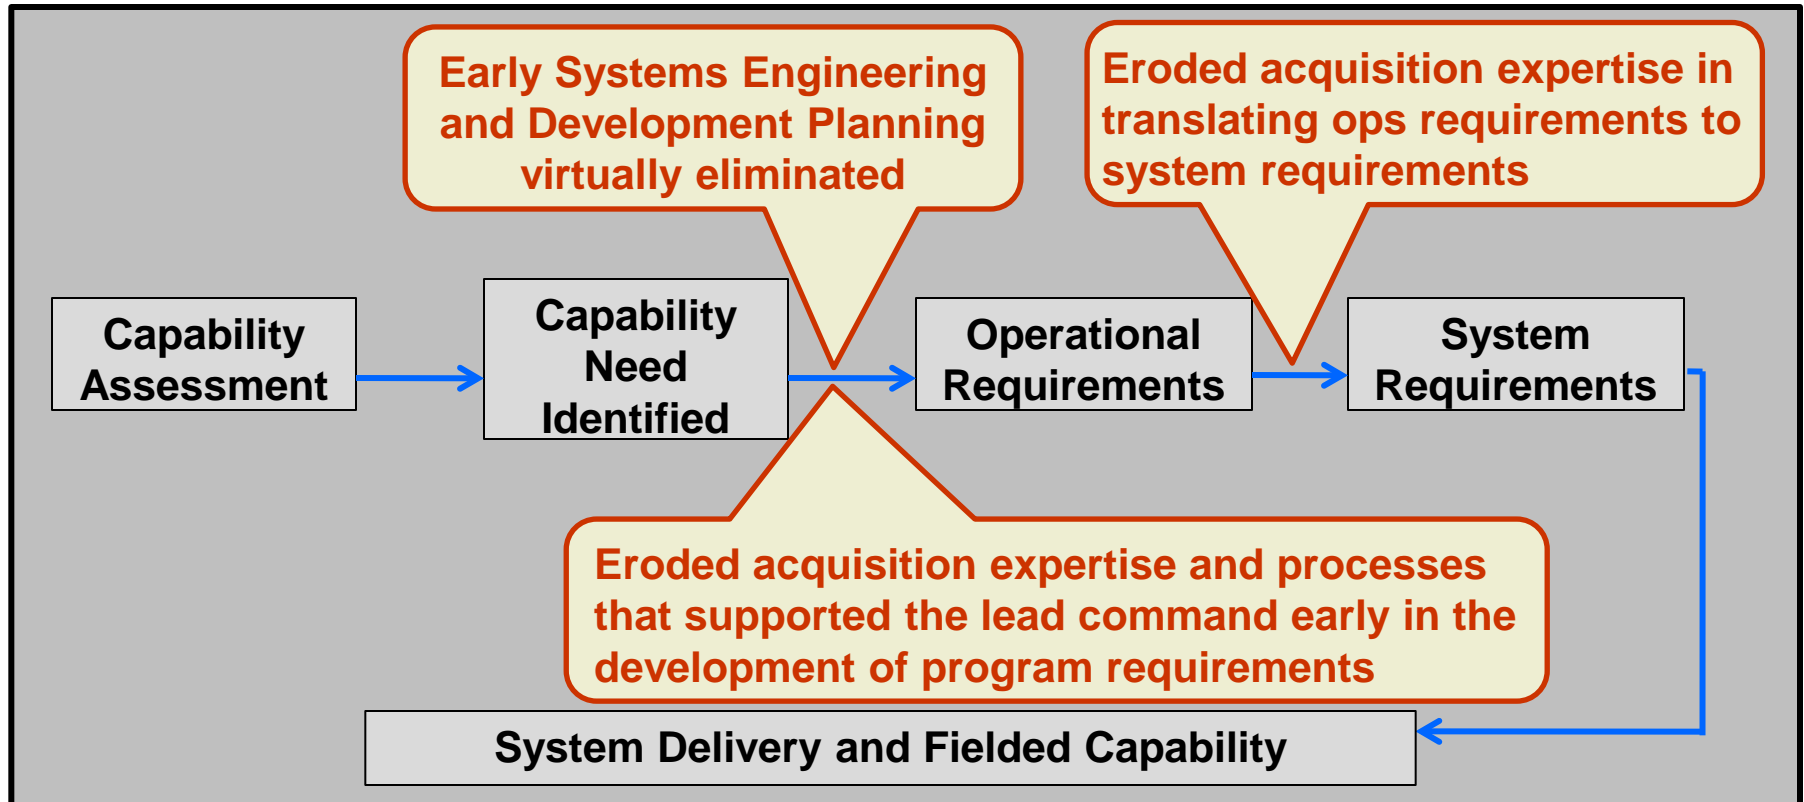 Early Systems Engineering
and Development Planning
virtually eliminated
Eroded acquisition expertise in
translating ops requirements to
system requirements
Capability
Assessment
Capability
Need
Identified
Operational
Requirements
System
Requirements
Eroded acquisition expertise and processes
that supported the lead command early in the
development of program requirements
System Delivery and Fielded Capability